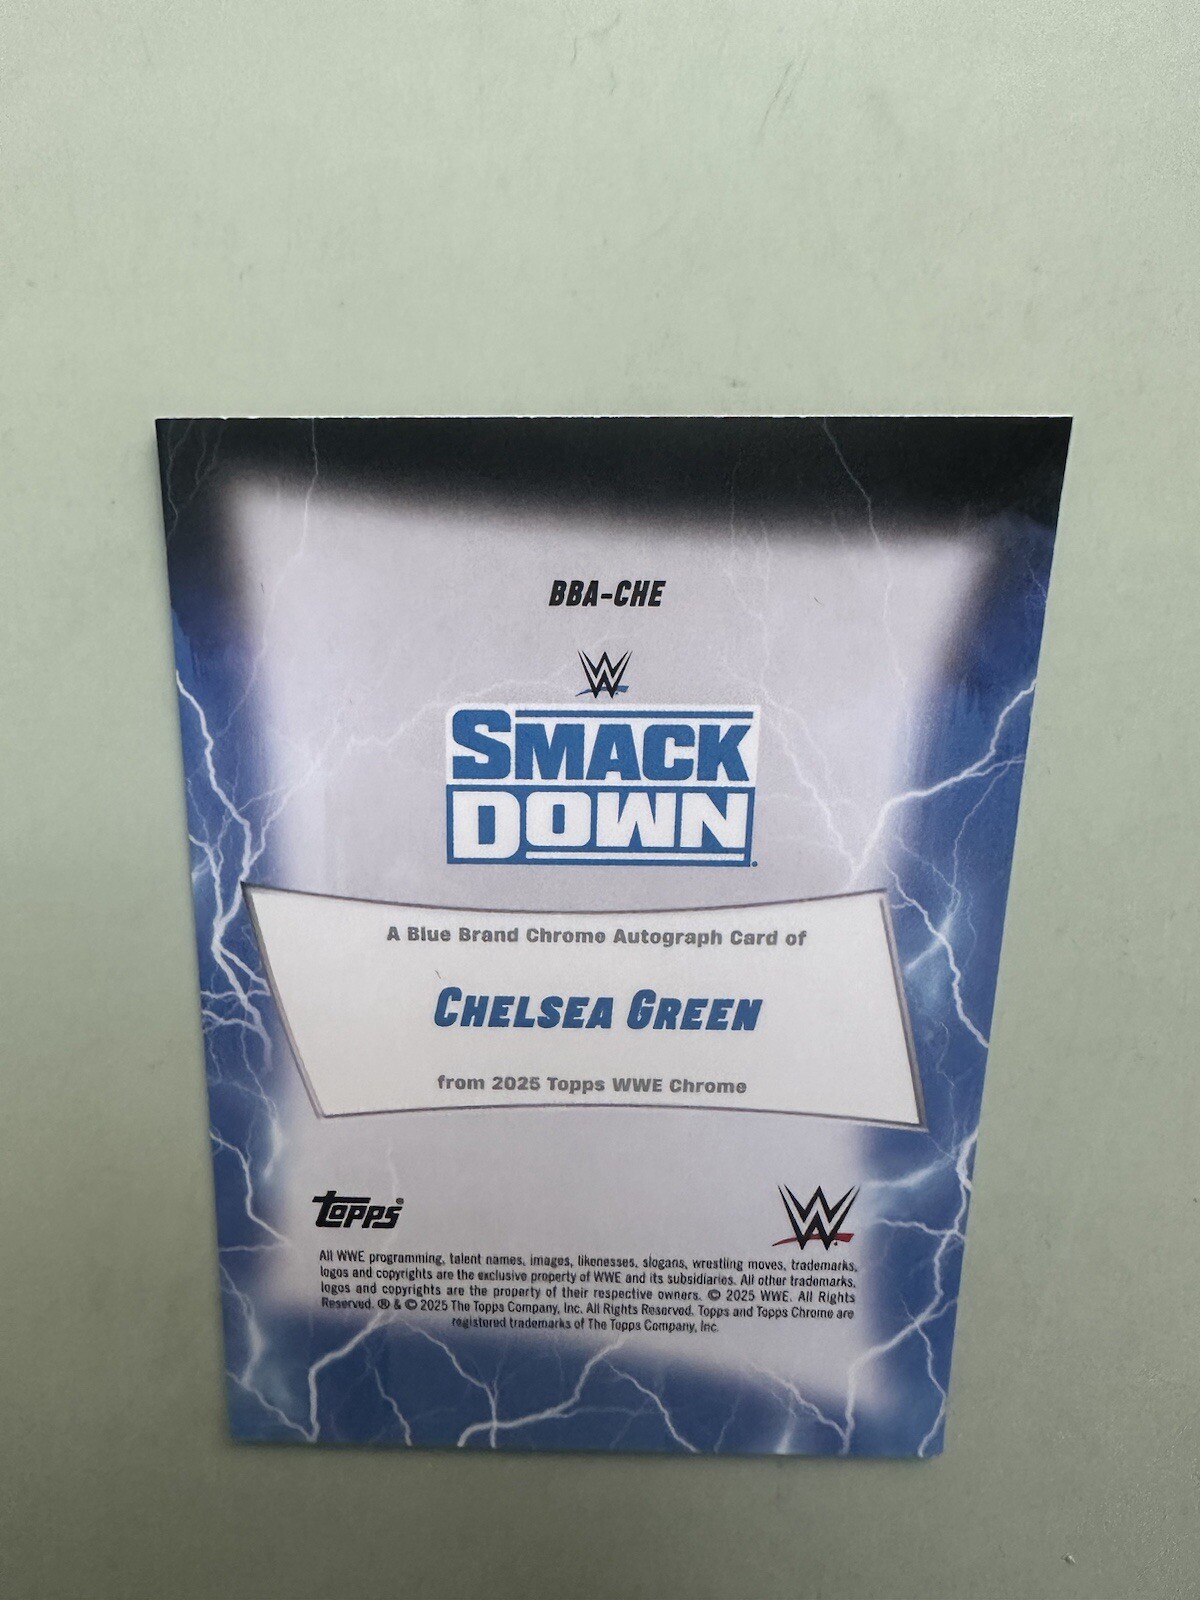 BBA-CHE
W
SMACK
DOWN
A Blue Brand Chrome Autograph Card of
CHELSEA GREEN
from 2025 Topps WWE Chrome
topps®
W
All WWE programming, talent names, images, likenesses, slogans, wrestling moves, trademarks,
logos and copyrights are the exclusive property of WWE and its subsidiaries. All other trademarks,
logos and copyrights are the property of their respective owners. © 2025 WWE. All Rights
Reserved. ® & © 2025 The Topps Company, Inc. All Rights Reserved. Topps and Topps Chrome are
registered trademarks of The Topps Company, Inc.